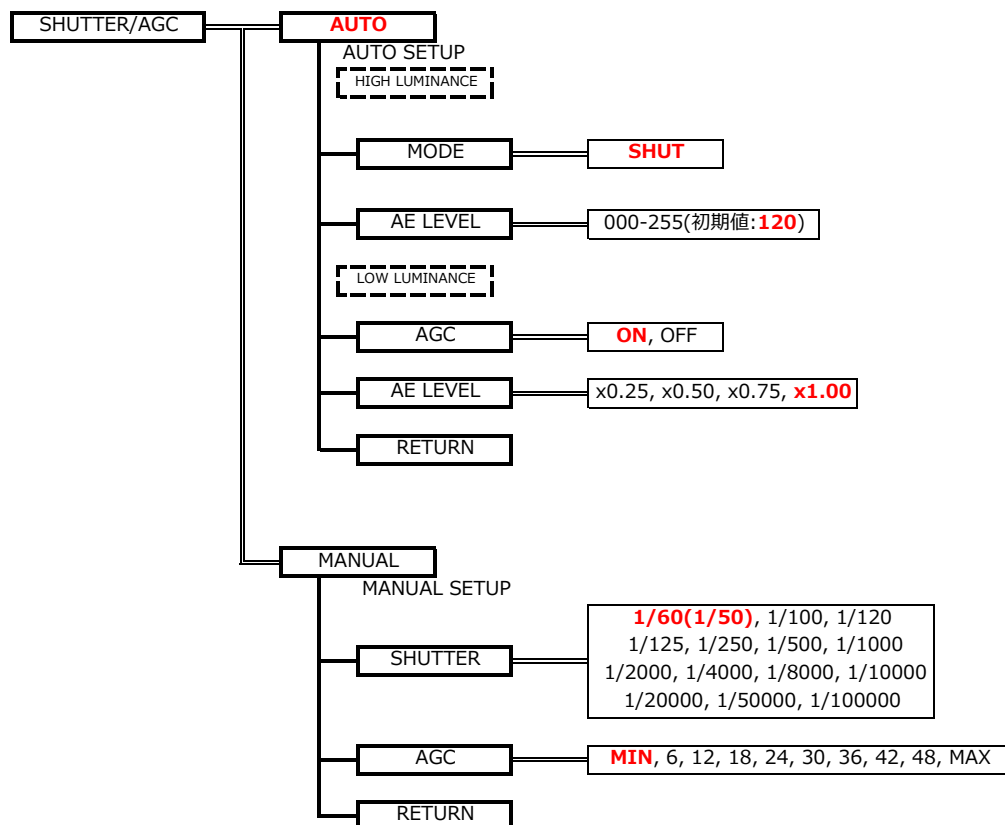 SHUTTER/AGC
AUTO
AUTO SETUP
HIGH LUMINANCE
MODE
SHUT
AE LEVEL
000-255(初期値:120)
LOW LUMINANCE
AGC
ON, OFF
AE LEVEL
x0.25, x0.50, x0.75, x1.00
RETURN
MANUAL
MANUAL SETUP
SHUTTER
1/60(1/50), 1/100, 1/120
1/125, 1/250, 1/500, 1/1000
1/2000, 1/4000, 1/8000, 1/10000
1/20000, 1/50000, 1/100000
AGC
MIN, 6, 12, 18, 24, 30, 36, 42, 48, MAX
RETURN